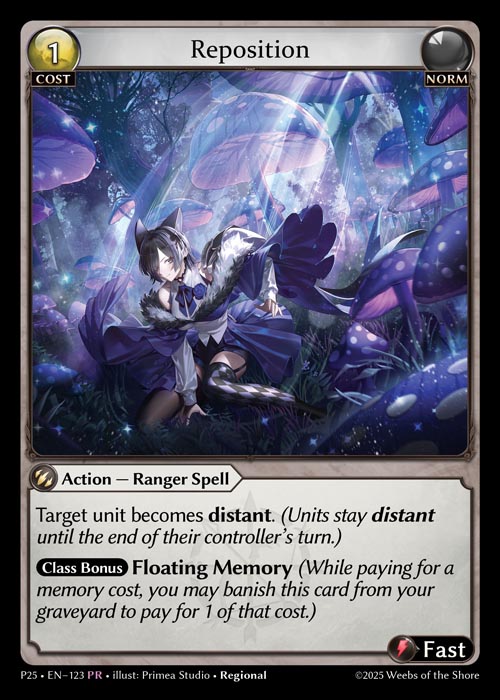 1
Reposition
COST
NORM
Action — Ranger Spell
Target unit becomes distant. (Units stay distant
until the end of their controller's turn.)
Class Bonus Floating Memory (While paying for a
memory cost, you may banish this card from your
graveyard to pay for 1 of that cost.)
Fast
P25 • EN–123 PR • illust: Primea Studio • Regional
©2025 Weebs of the Shore